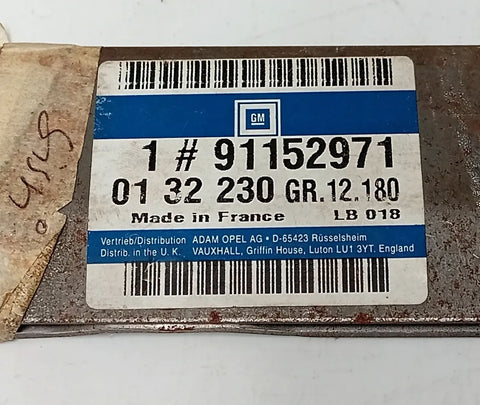 GM
1 # 91152971
01 32 230 GR.12.180
Made in France LB 018
Vertrieb/Distribution ADAM OPEL AG • D-65423 Rüsselsheim
Distrib. in the U. K. VAUXHALL, Griffin House, Luton LU1 3YT. England